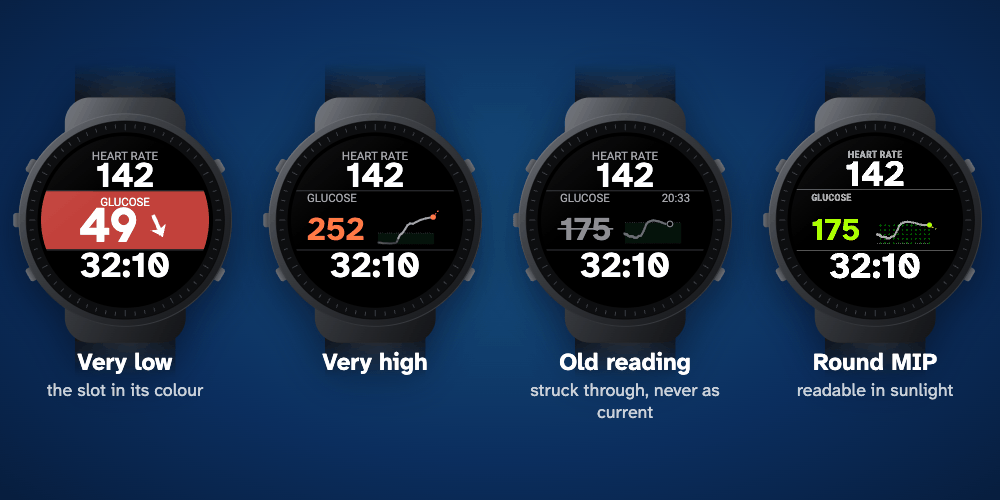 HEART RATE
142
GLUCOSE
49
32:10
Very low
the slot in its colour
HEART RATE
142
GLUCOSE
252
32:10
Very high
HEART RATE
142
GLUCOSE 20:33
175
32:10
Old reading
struck through, never as
current
HEART RATE
142
GLUCOSE
175
32:10
Round MIP
readable in sunlight